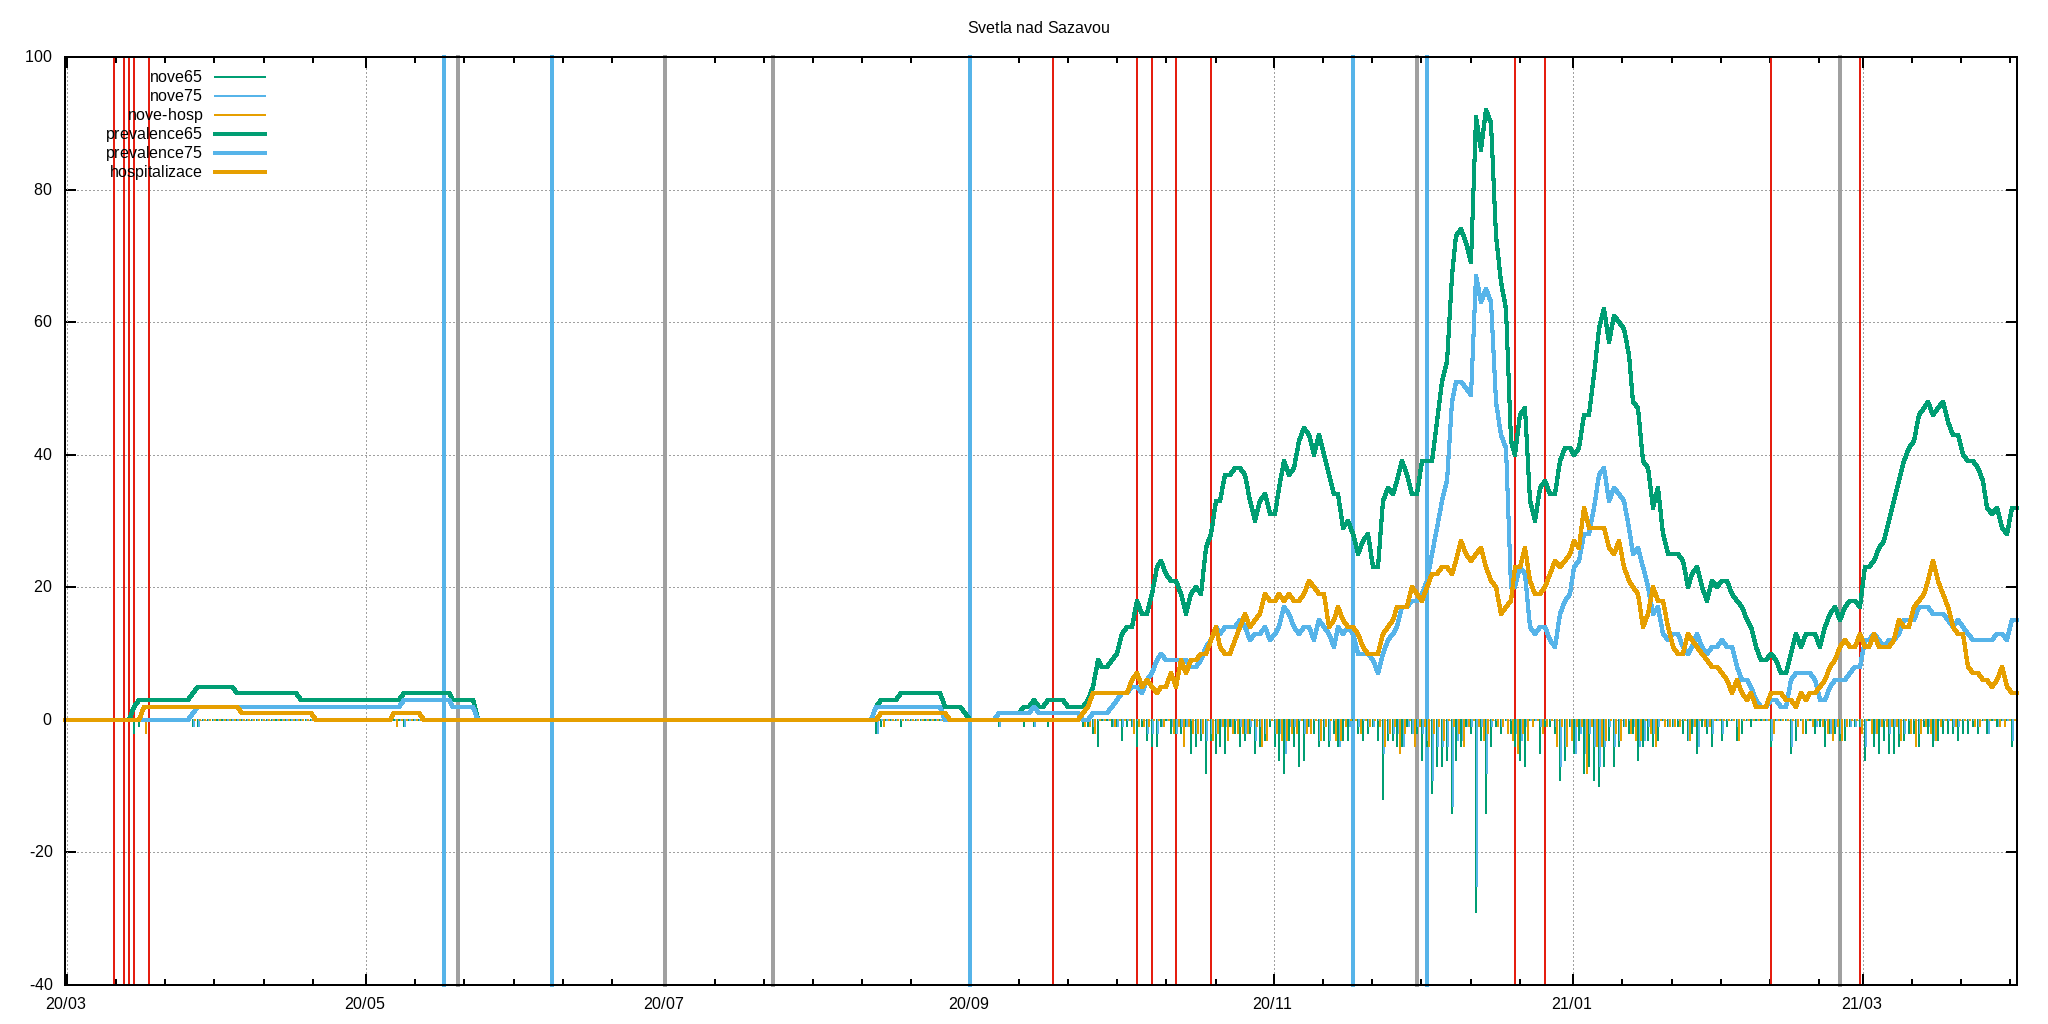 Svetla nad Sazavou
100
80
60
40
20
0
-20
-40
nove65
nove75
nove-hosp
prevalence65
prevalence75
hospitalizace
20/03
20/05
20/07
20/09
20/11
21/01
21/03